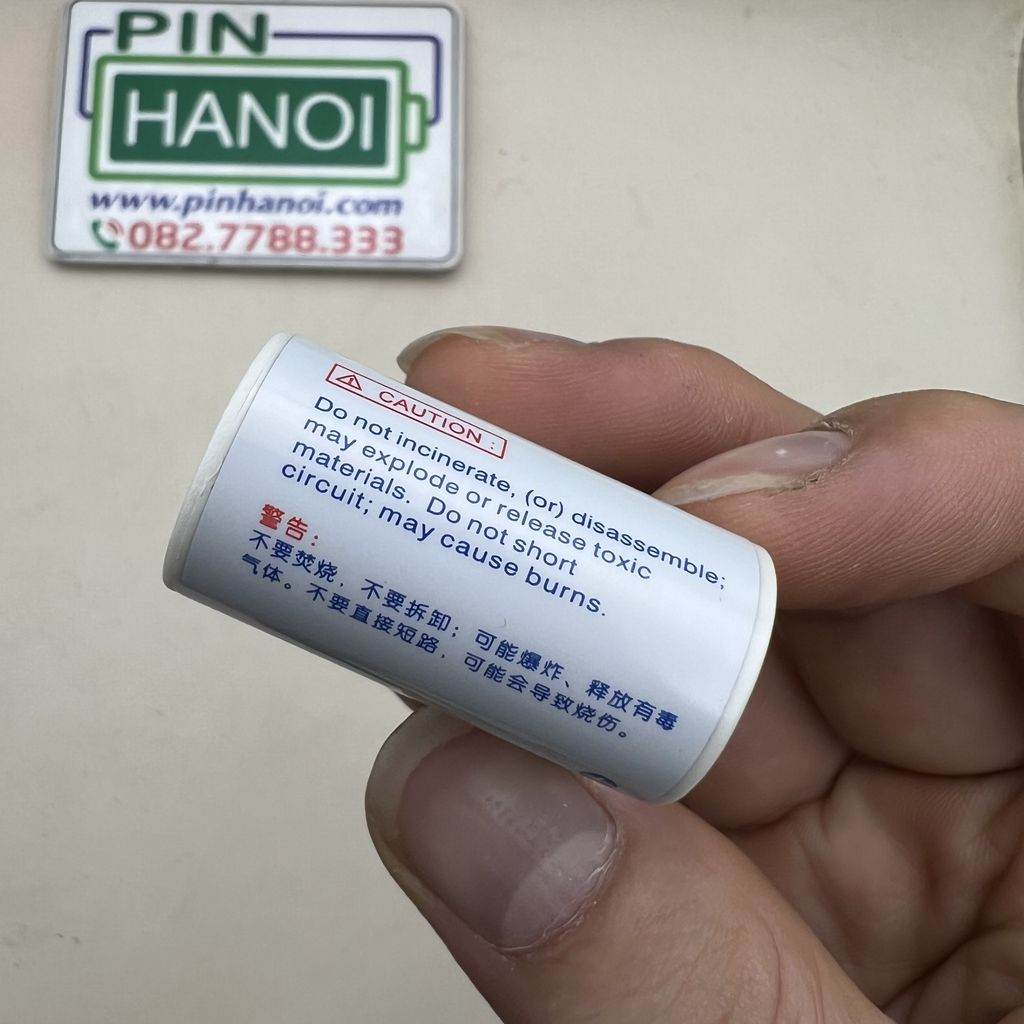 PIN
HANOI
www.pinhanoi.com
082.7788.333
CAUTION :
Do not incinerate, (or) disassemble;
may explode or release toxic
materials. Do not short
circuit; may cause burns.
警告:
不要焚烧，不要拆卸；可能爆炸、释放有毒
气体。不要直接短路，可能会导致烧伤。